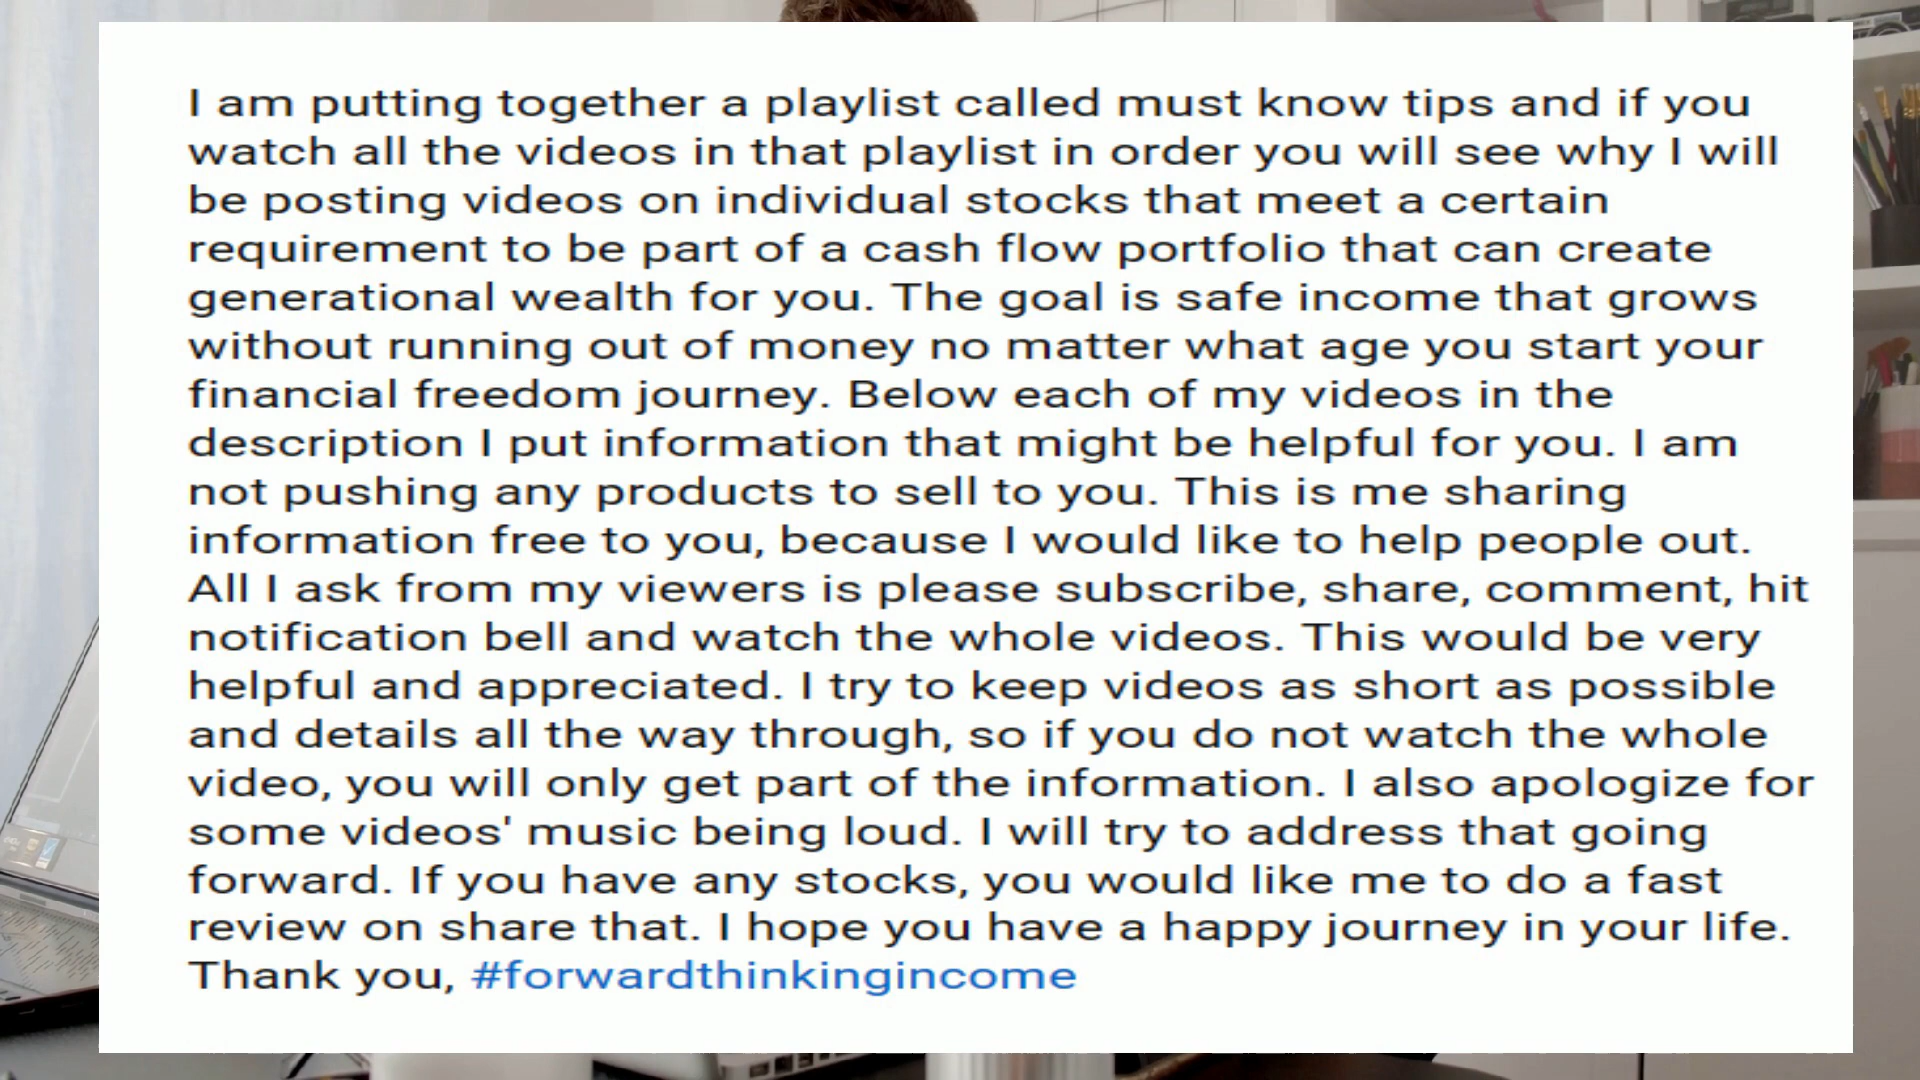 I am putting together a playlist called must know tips and if you
watch all the videos in that playlist in order you will see why I will
be posting videos on individual stocks that meet a certain
requirement to be part of a cash flow portfolio that can create
generational wealth for you. The goal is safe income that grows
without running out of money no matter what age you start your
financial freedom journey. Below each of my videos in the
description I put information that might be helpful for you. I am
not pushing any products to sell to you. This is me sharing
information free to you, because I would like to help people out.
All I ask from my viewers is please subscribe, share, comment, hit
notification bell and watch the whole videos. This would be very
helpful and appreciated. I try to keep videos as short as possible
and details all the way through, so if you do not watch the whole
video, you will only get part of the information. I also apologize for
some videos' music being loud. I will try to address that going
forward. If you have any stocks, you would like me to do a fast
review on share that. I hope you have a happy journey in your life.
Thank you, #forwardthinkingincome